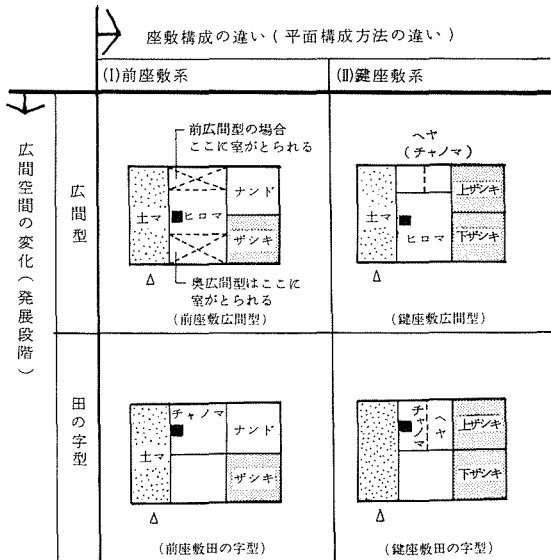 座敷構成の違い(平面構成方法の違い)
(I)前座敷系
(II)鍵座敷系
広間空間の変化(発展段階)
広間型
前広間型の場合
ここに室がとられる
土マ
ヒロマ
ナンド
ザシキ
奥広間型はここに
室がとられる
(前座敷広間型)
ヘヤ
(チャノマ)
土マ
ヒロマ
上ザシキ
下ザシキ
(鍵座敷広間型)
田の字型
チャノマ
土マ
ナンド
ザシキ
(前座敷田の字型)
チャノマ
ヘヤ
上ザシキ
下ザシキ
(鍵座敷田の字型)